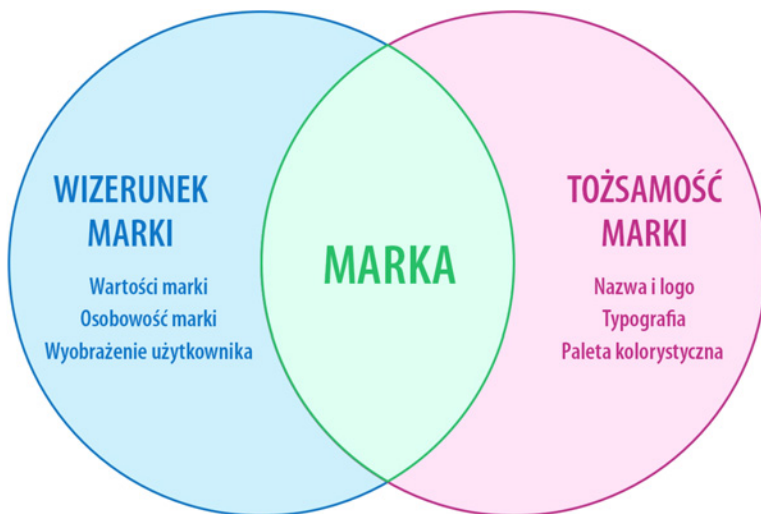 WIZERUNEK
MARKI
Wartości marki
Osobowość marki
Wyobrażenie użytkownika
MARKA
TOŻSAMOŚĆ
MARKI
Nazwa i logo
Typografia
Paleta kolorystyczna